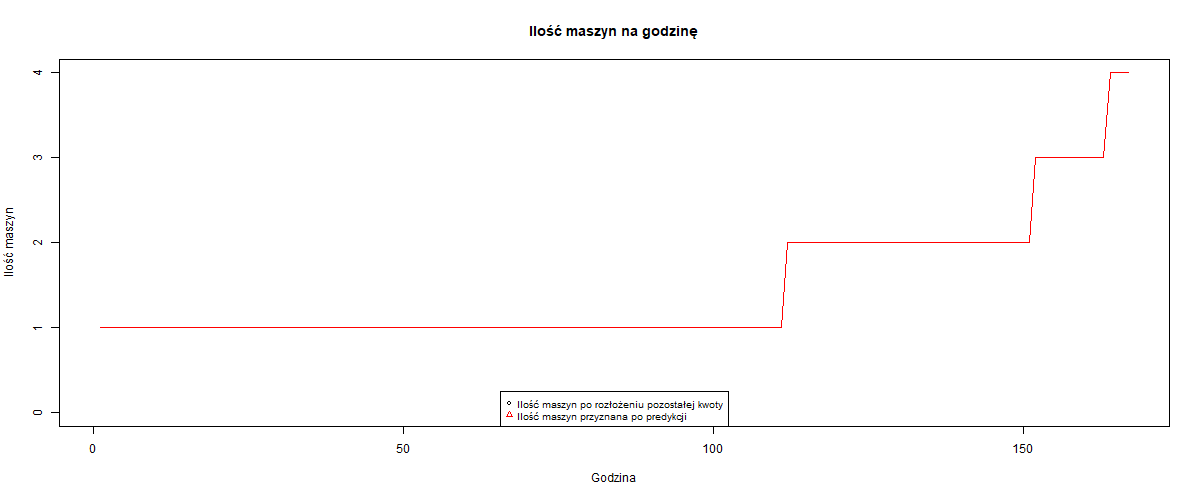 Ilość maszyn na godzinę
Ilość maszyn
4
3
2
1
0
Ilość maszyn po rozłożeniu pozostałej kwoty
Ilość maszyn przyznana po predykcji
0 50 100 150
Godzina